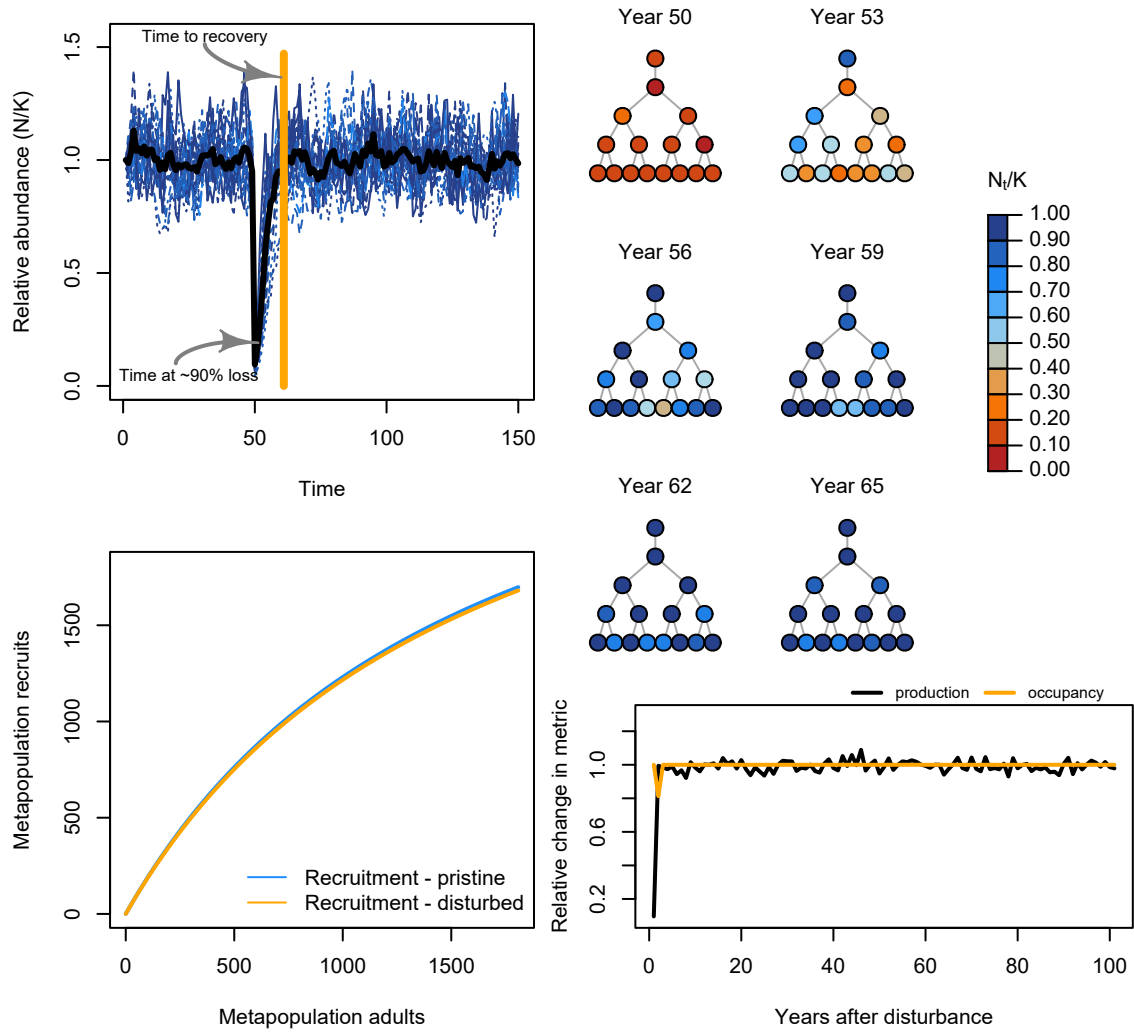 Relative abundance (N/K)
1.5
1.0
0.5
0.0
Time to recovery
Time at ~90% loss
0
50
100
150
Time
Year 50
Year 53
Year 56
Year 59
Year 62
Year 65
Nt/K
1.00
0.90
0.80
0.70
0.60
0.50
0.40
0.30
0.20
0.10
0.00
Metapopulation recruits
1500
1000
500
0
Recruitment - pristine
Recruitment - disturbed
0
500
1000
1500
Metapopulation adults
production
occupancy
Relative change in metric
1.0
0.6
0.2
0
20
40
60
80
100
Years after disturbance